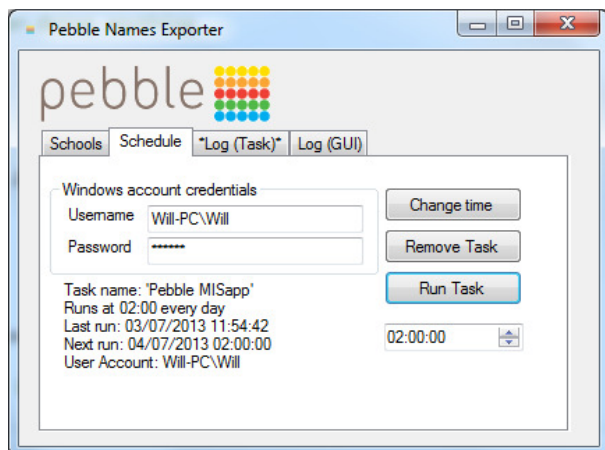 Pebble Names Exporter
pebble
Schools Schedule *Log (Task)* Log (GUI)
Windows account credentials
Username Will-PC\Will
Password ******
Change time
Remove Task
Run Task
Task name: 'Pebble MISapp'
Runs at 02:00 every day
Last run: 03/07/2013 11:54:42
Next run: 04/07/2013 02:00:00
User Account: Will-PC\Will
02:00:00